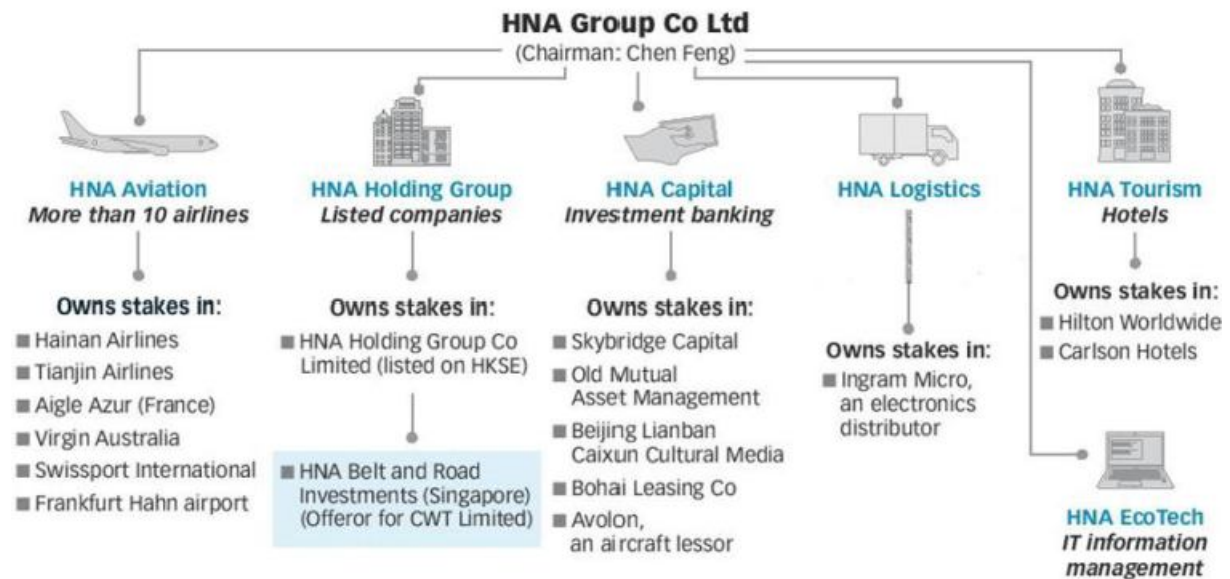 HNA Group Co Ltd
(Chairman: Chen Feng)
HNA Aviation
More than 10 airlines
Owns stakes in:
Hainan Airlines
Tianjin Airlines
Aigle Azur (France)
Virgin Australia
Swissport International
Frankfurt Hahn airport
HNA Holding Group
Listed companies
Owns stakes in:
HNA Holding Group Co
Limited (listed on HKSE)
HNA Belt and Road
Investments (Singapore)
(Offeror for CWT Limited)
HNA Capital
Investment banking
Owns stakes in:
Skybridge Capital
Old Mutual
Asset Management
Beijing Lianban
Caixun Cultural Media
Bohai Leasing Co
Avolon,
an aircraft lessor
HNA Logistics
Owns stakes in:
Ingram Micro,
an electronics
distributor
HNA Tourism
Hotels
Owns stakes in:
Hilton Worldwide
Carlson Hotels
HNA EcoTech
IT information
management